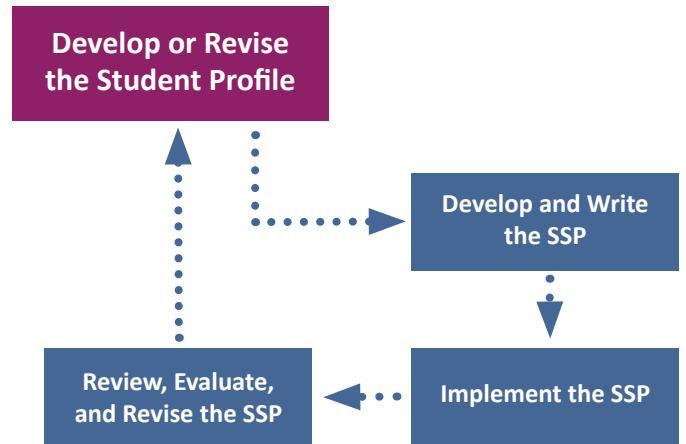 Develop or Revise
the Student Profile
Develop and Write
the SSP
Implement the SSP
Review, Evaluate,
and Revise the SSP